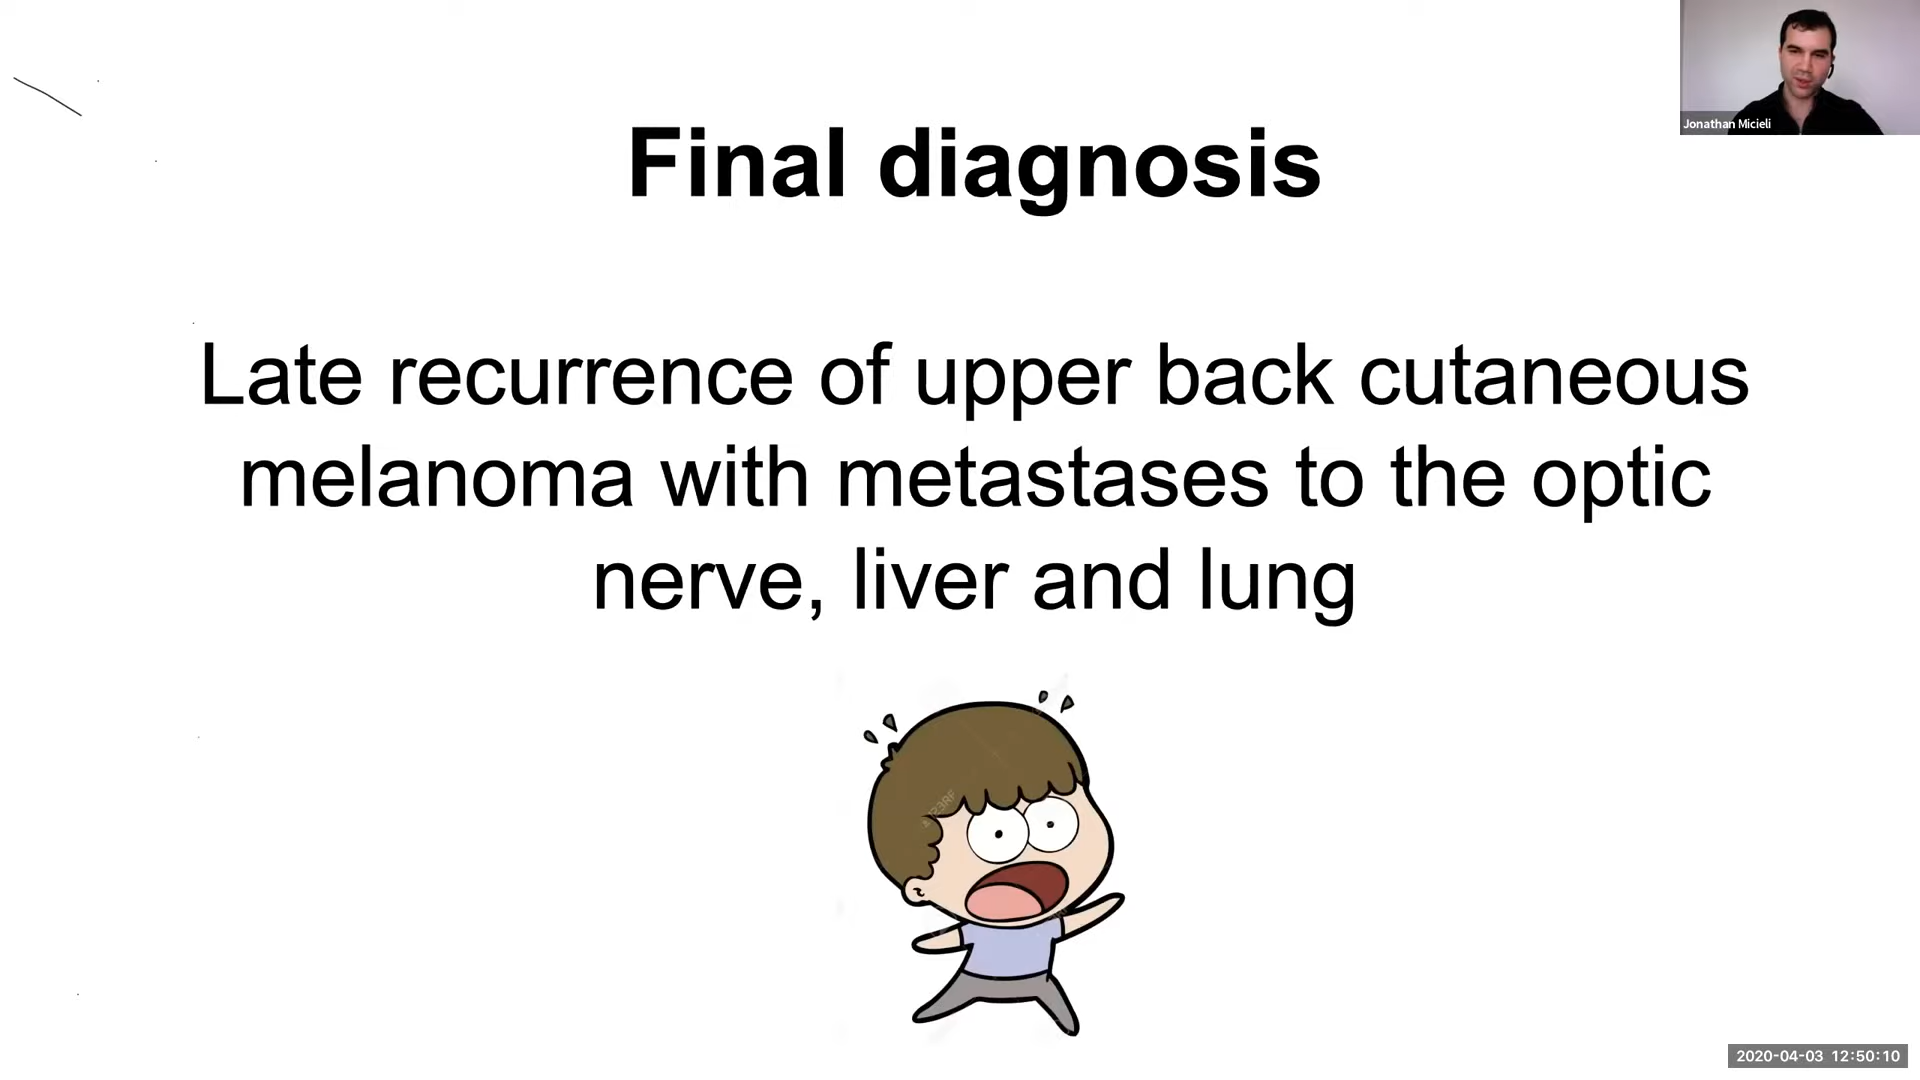 Jonathan Micieli
Final diagnosis
Late recurrence of upper back cutaneous
melanoma with metastases to the optic
nerve, liver and lung
2020-04-03 12:50:10